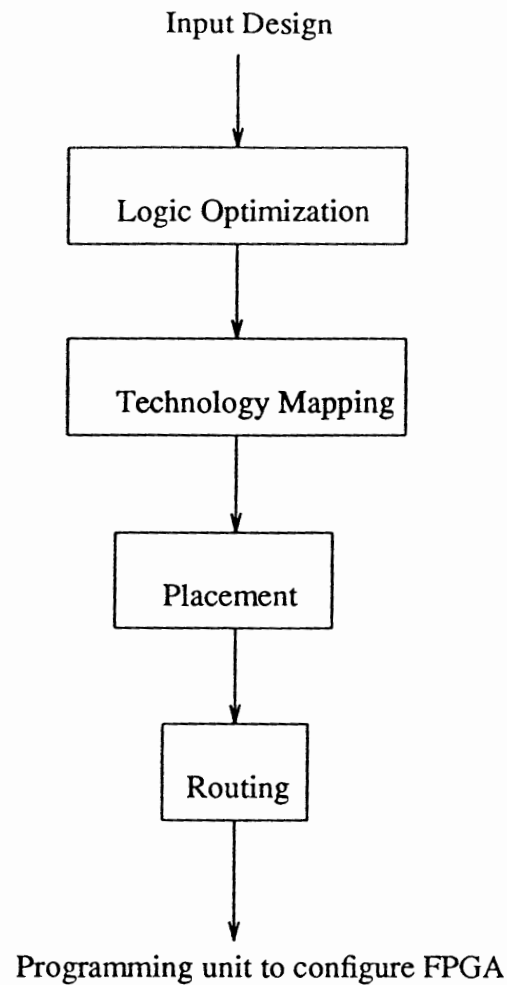 Input Design
Logic Optimization
Technology Mapping
Placement
Routing
Programming unit to configure FPGA